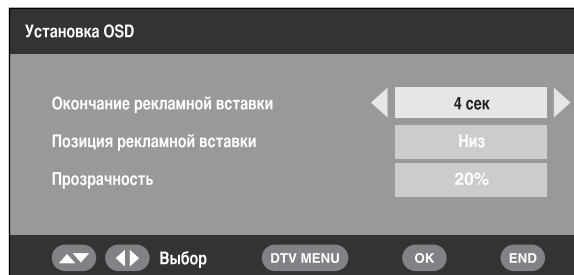 Установка OSD
Окончание рекламной вставки 4 сек
Позиция рекламной вставки Низ
Прозрачность 20%
Выбор DTV MENU OK END